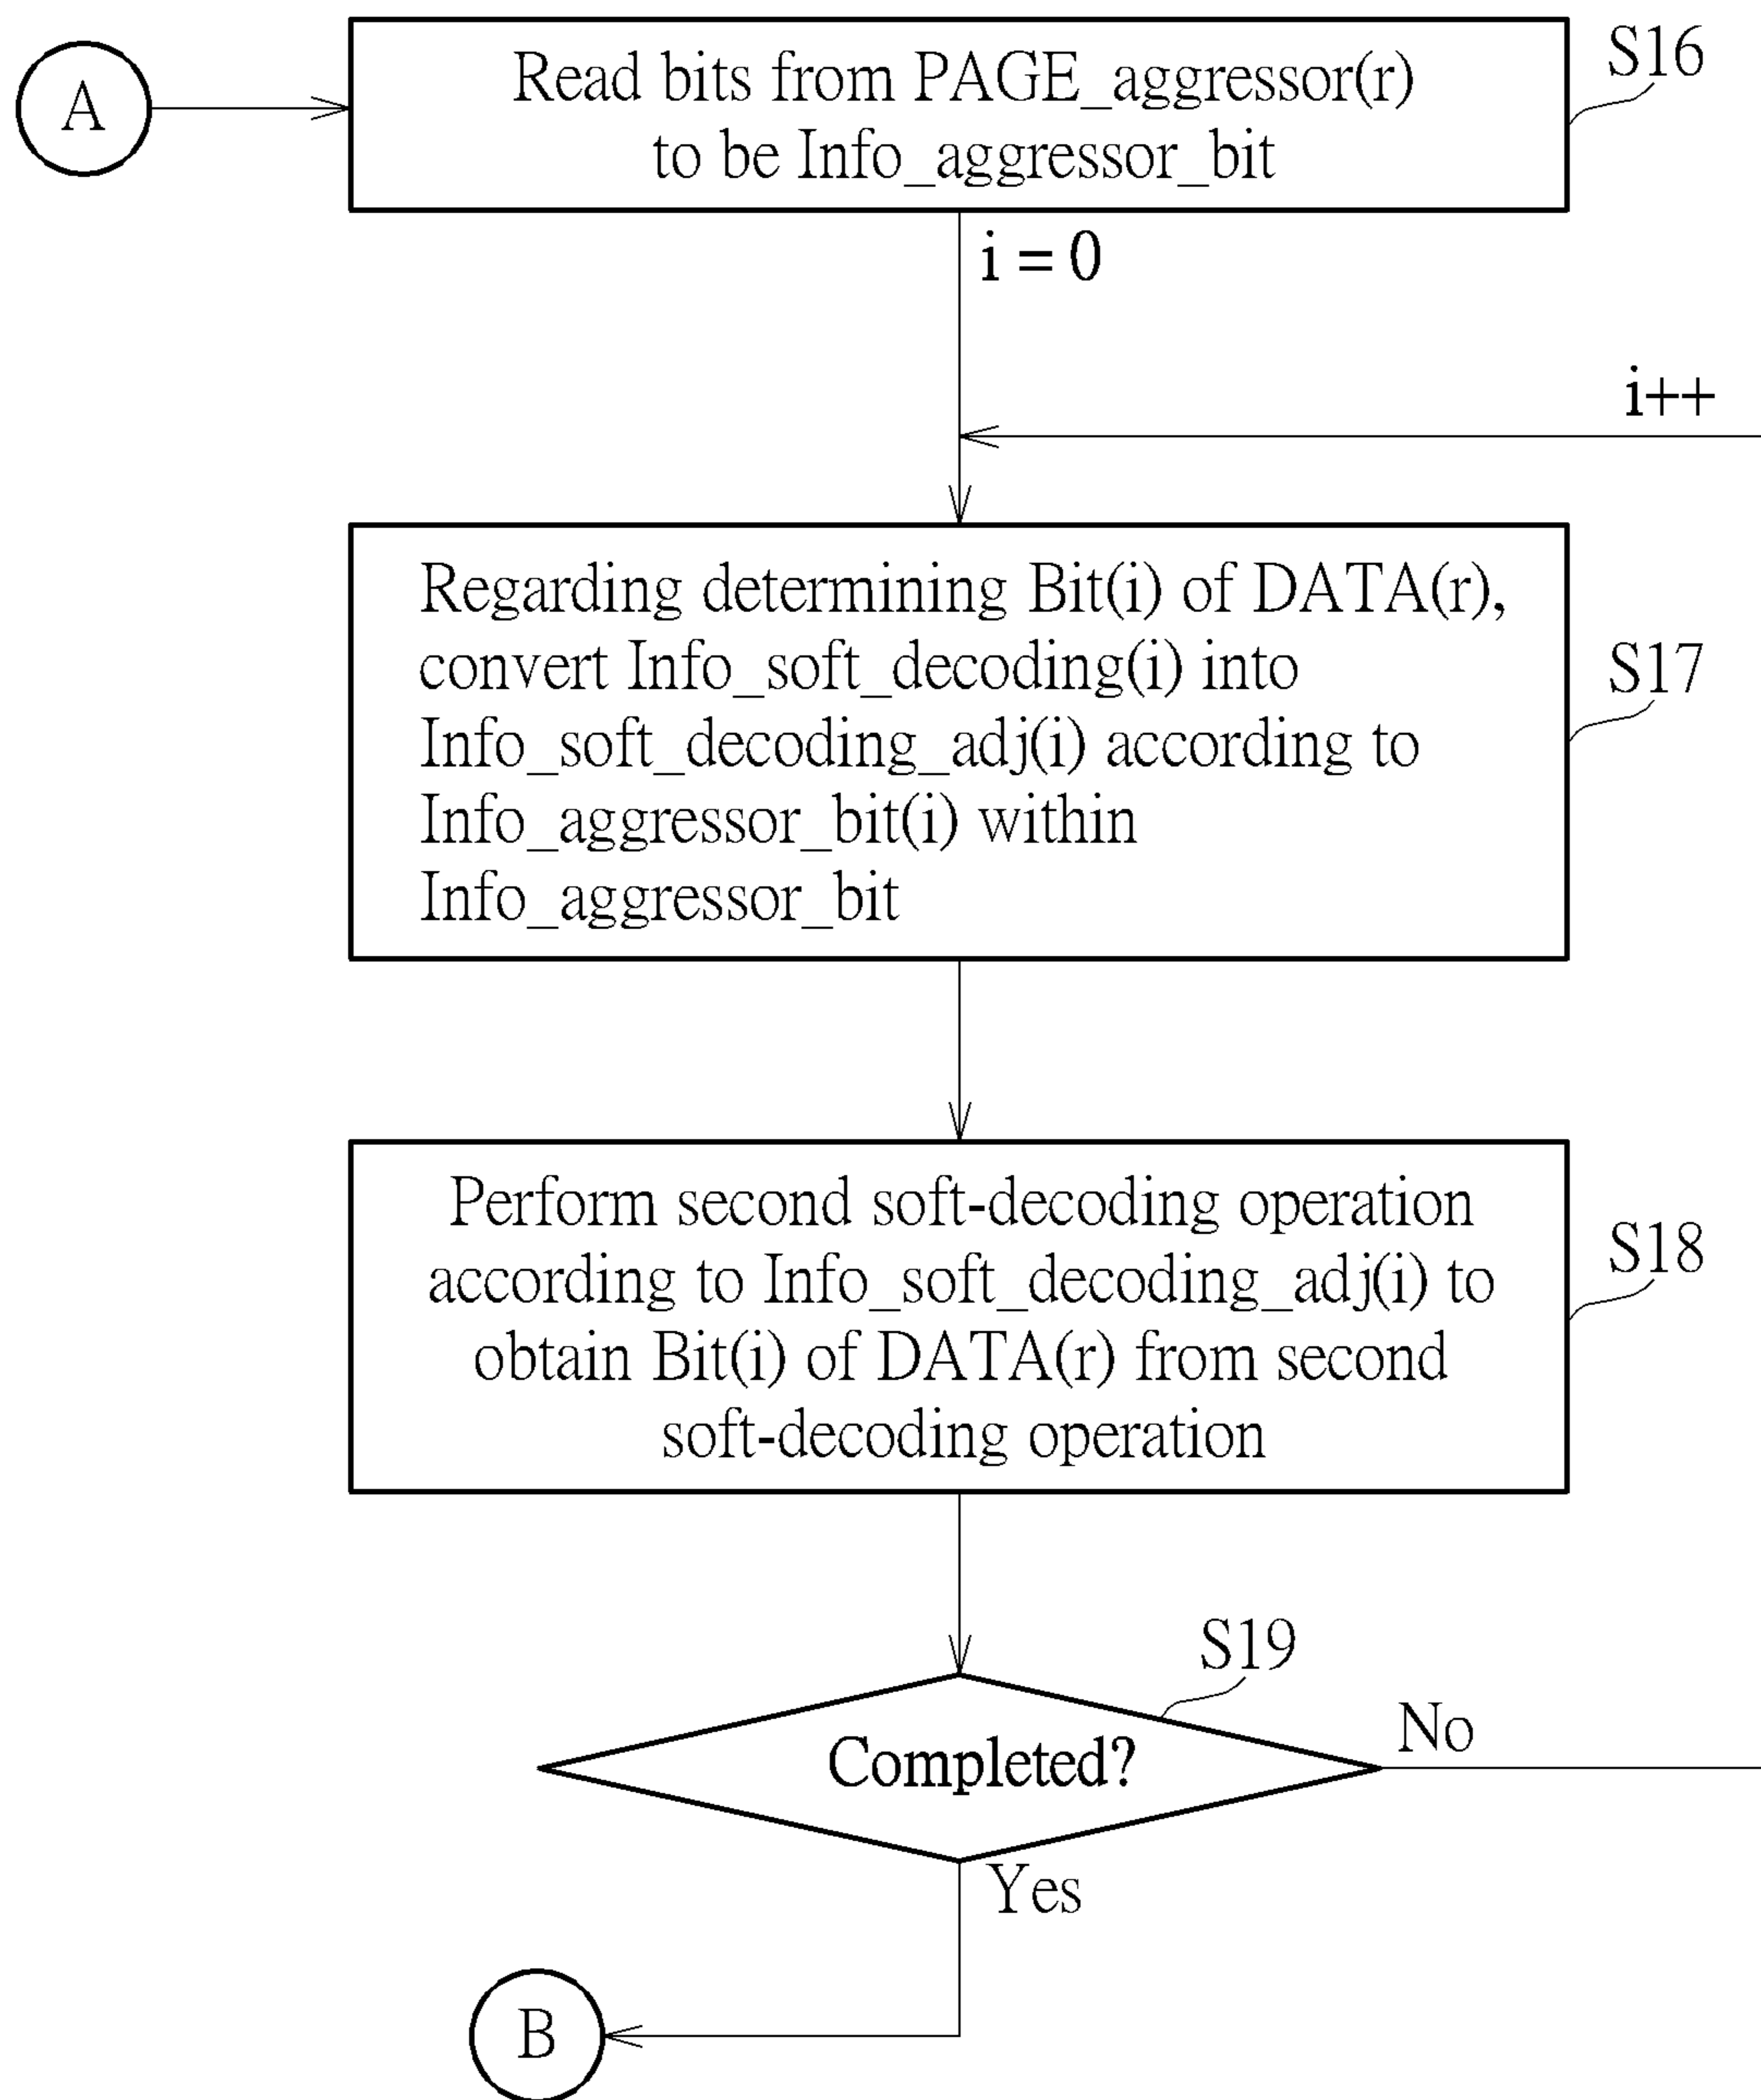 A
Read bits from PAGE_aggressor(r)
to be Info_aggressor_bit
S16
i = 0
i++
Regarding determining Bit(i) of DATA(r),
convert Info_soft_decoding(i) into
Info_soft_decoding_adj(i) according to
Info_aggressor_bit(i) within
Info_aggressor_bit
S17
Perform second soft-decoding operation
according to Info_soft_decoding_adj(i) to
obtain Bit(i) of DATA(r) from second
soft-decoding operation
S18
S19
Completed?
No
Yes
B